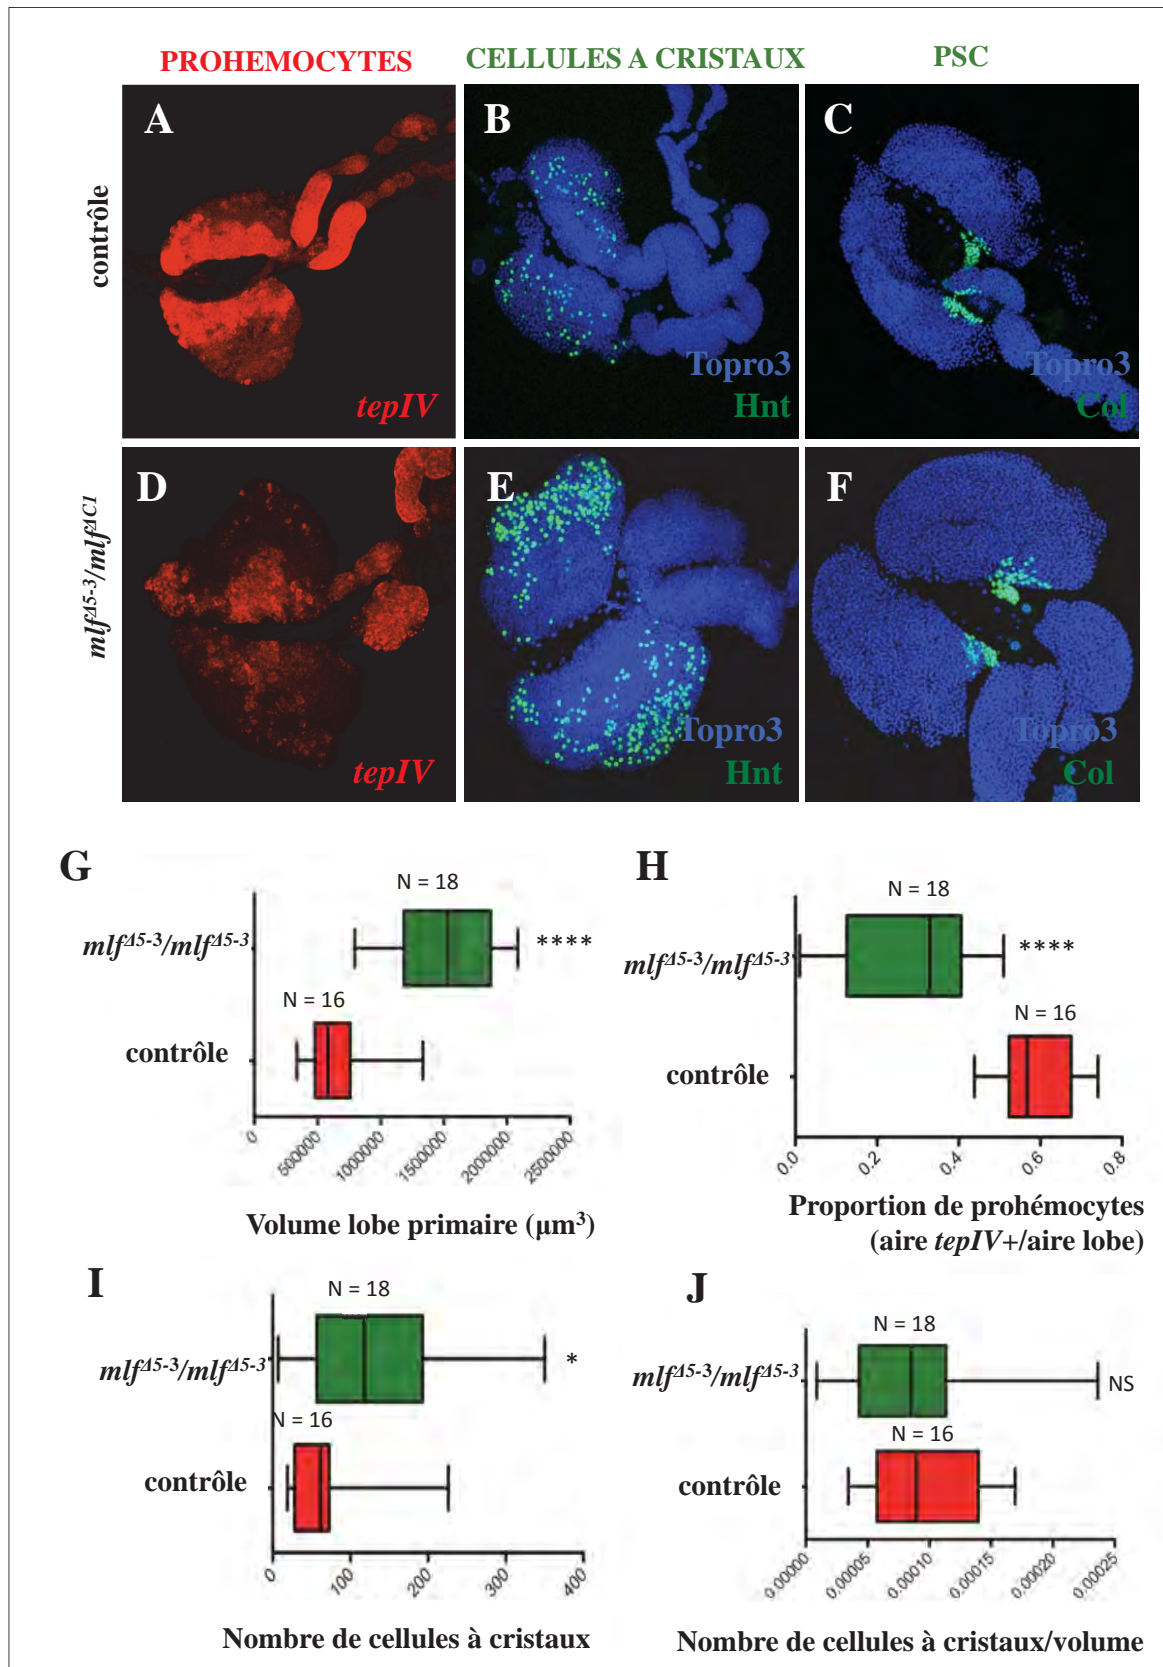 PROHEMOCYTES
CELLULES A CRISTAUX
PSC
contrôle
A
tepIV
B
Topro3
Hnt
C
Topro3
Col
mlfΔ5-3/mlfΔC1
D
tepIV
E
Topro3
Hnt
F
Topro3
Col
G
N = 18
mlfΔ5-3/mlfΔ5-3
****
N = 16
contrôle
0
500000
1000000
1500000
2000000
2500000
Volume lobe primaire (µm³)
H
N = 18
mlfΔ5-3/mlfΔ5-3
****
N = 16
contrôle
0.0
0.2
0.4
0.6
0.8
Proportion de prohémocytes
(aire tepIV+/aire lobe)
I
N = 18
mlfΔ5-3/mlfΔ5-3
*
N = 16
contrôle
0
100
200
300
400
Nombre de cellules à cristaux
J
N = 18
mlfΔ5-3/mlfΔ5-3
NS
N = 16
contrôle
0.00000
0.00005
0.00010
0.00015
0.00020
0.00025
Nombre de cellules à cristaux/volume